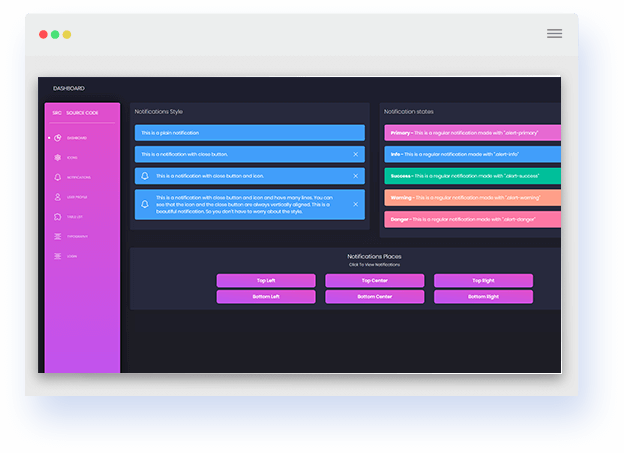 DASHBOARD
SRC SOURCE CODE
DASHBOARD
ICONS
NOTIFICATIONS
USER PROFILE
TABLE LIST
TYPOGRAPHY
Notifications Style
This is a plain notification
This is a notification with close button.
This is a notification with close button and icon.
This is a notification with close button and icon and have many lines. You can
see that the icon and the close button are always vertically aligned. This is a
beautiful notification. So you don't have to worry about the style.
Notification states
Primary - This is a regular notification made with ".alert-primary"
Info - This is a regular notification made with ".alert-info"
Success - This is a regular notification made with ".alert-success"
Warning - This is a regular notification made with ".alert-warning"
Danger - This is a regular notification made with ".alert-danger"
Notifications Places
Click To View Notifications
Top Left Top Center Top Right
Bottom Left Bottom Center Bottom Right